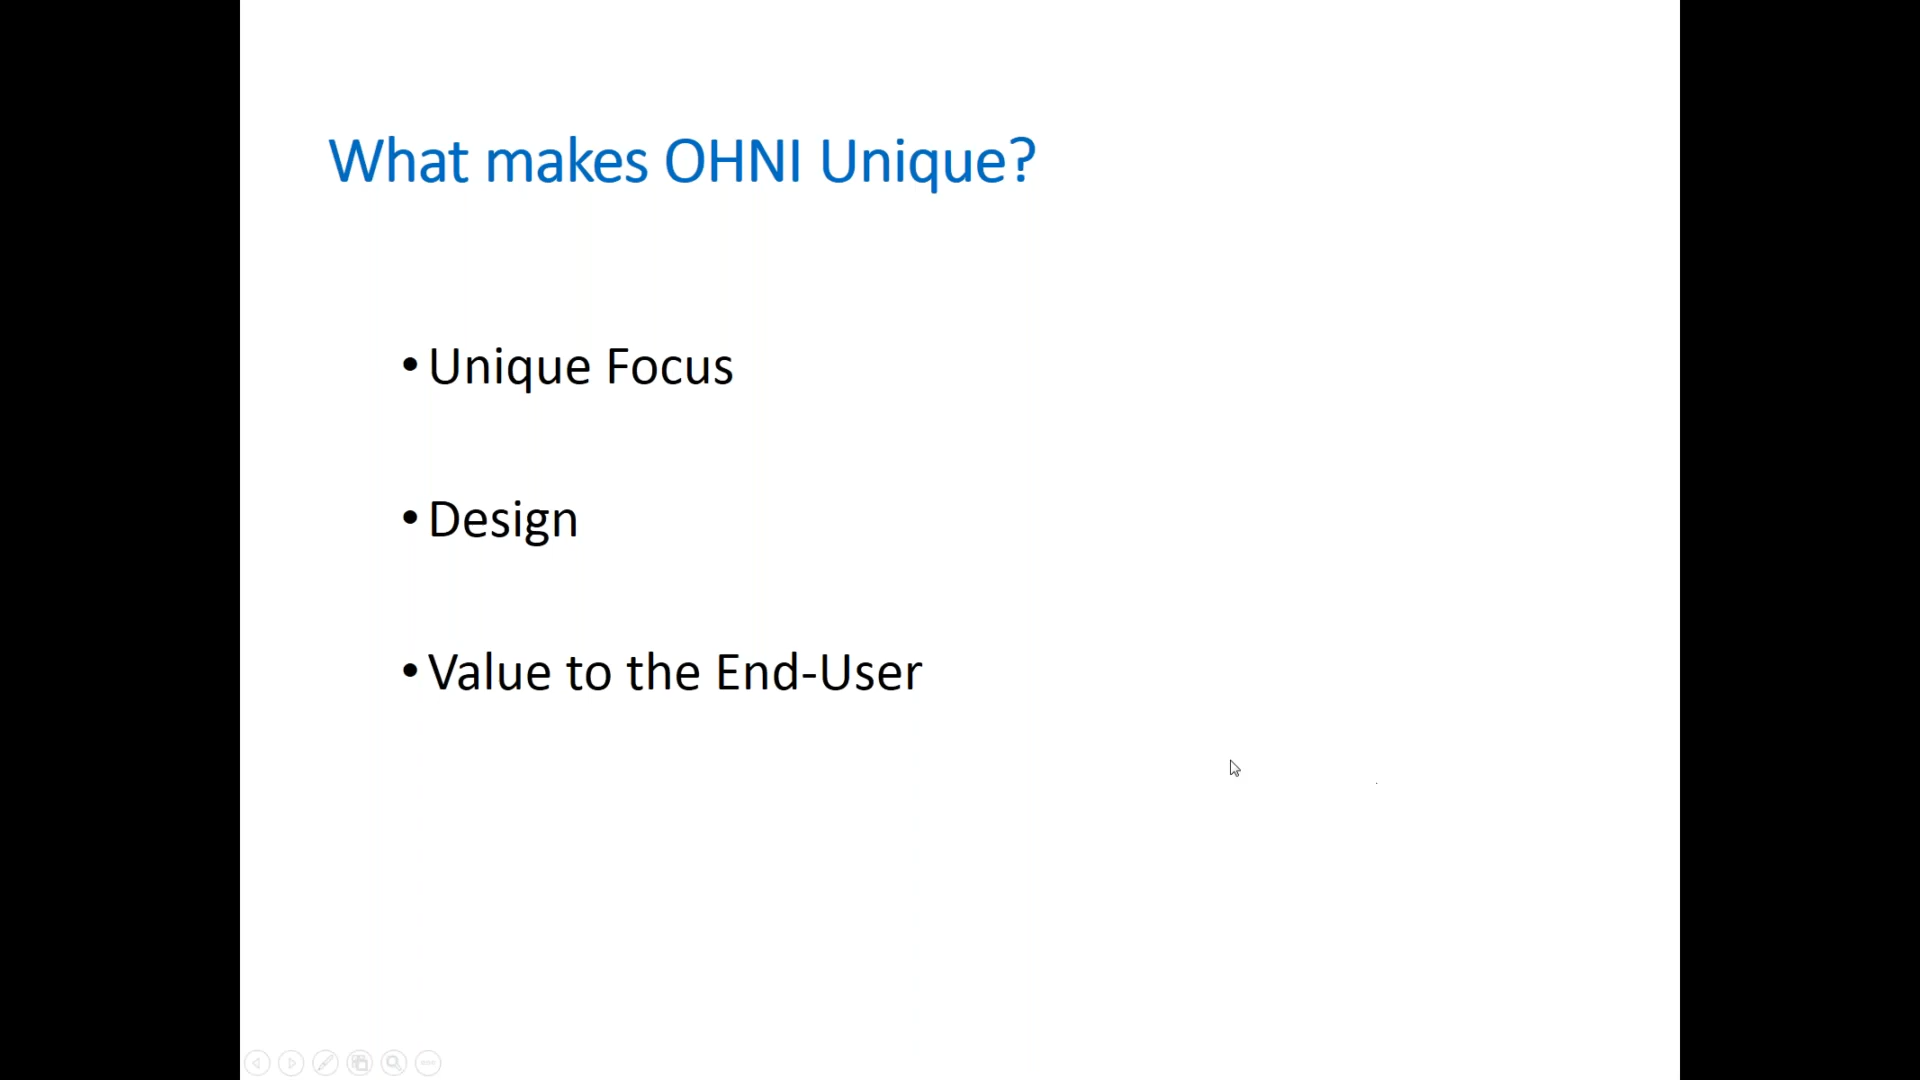 What makes OHNI Unique?
• Unique Focus
• Design
• Value to the End-User